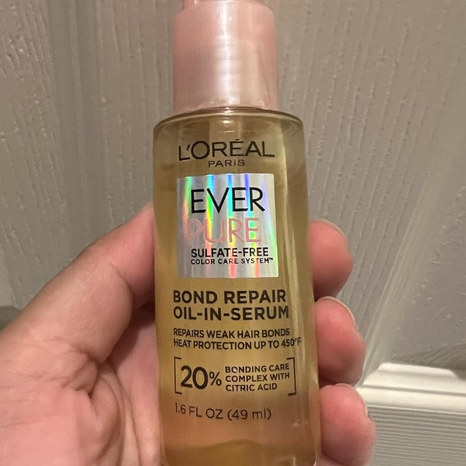 L'ORÉAL
PARIS
EVER
PURE
SULFATE-FREE
COLOR CARE SYSTEM™
BOND REPAIR
OIL-IN-SERUM
REPAIRS WEAK HAIR BONDS
HEAT PROTECTION UP TO 450°F
20% BONDING CARE
COMPLEX WITH
CITRIC ACID
1.6 FL OZ (49 ml)